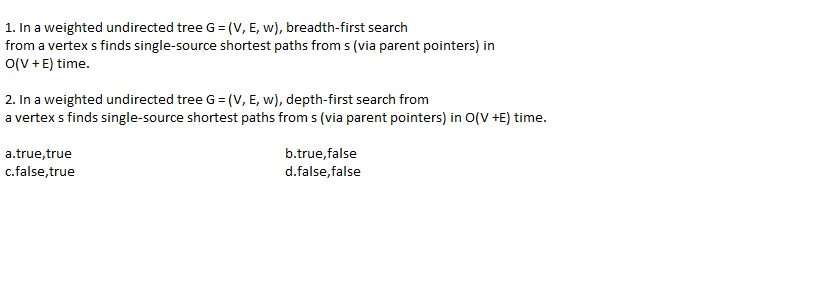 1. In a weighted undirected tree G = (V, E, w), breadth-first search
from a vertex s finds single-source shortest paths from s (via parent pointers) in
O(V + E) time.
2. In a weighted undirected tree G = (V, E, w), depth-first search from
a vertex s finds single-source shortest paths from s (via parent pointers) in O(V +E) time.
a.true,true b.true,false
c.false,true d.false,false